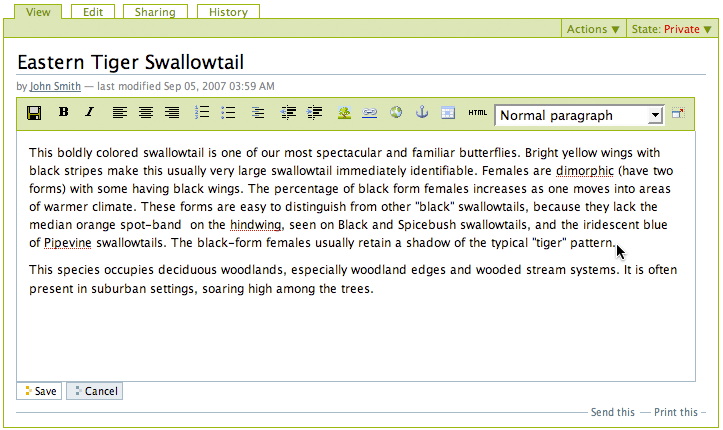 View Edit Sharing History
Actions ▼ State: Private ▼
Eastern Tiger Swallowtail
by John Smith — last modified Sep 05, 2007 03:59 AM
B I HTML Normal paragraph
This boldly colored swallowtail is one of our most spectacular and familiar butterflies. Bright yellow wings with
black stripes make this usually very large swallowtail immediately identifiable. Females are dimorphic (have two
forms) with some having black wings. The percentage of black form females increases as one moves into areas
of warmer climate. These forms are easy to distinguish from other "black" swallowtails, because they lack the
median orange spot-band  on the hindwing, seen on Black and Spicebush swallowtails, and the iridescent blue
of Pipevine swallowtails. The black-form females usually retain a shadow of the typical "tiger" pattern.
This species occupies deciduous woodlands, especially woodland edges and wooded stream systems. It is often
present in suburban settings, soaring high among the trees.
Save Cancel
Send this — Print this –